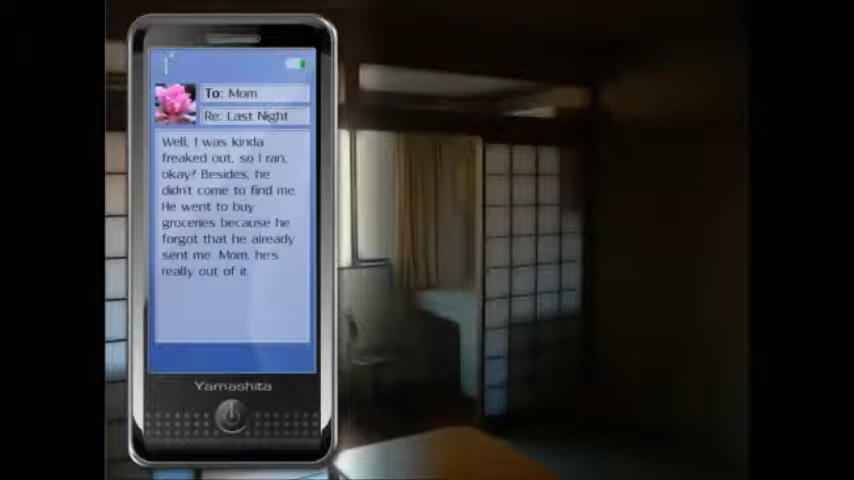 To: Mom
Re: Last Night
Well, I was kinda
freaked out, so I ran,
okay? Besides, he
didn't come to find me.
He went to buy
groceries because he
forgot that he already
sent me. Mom, he's
really out of it.
Yamashita